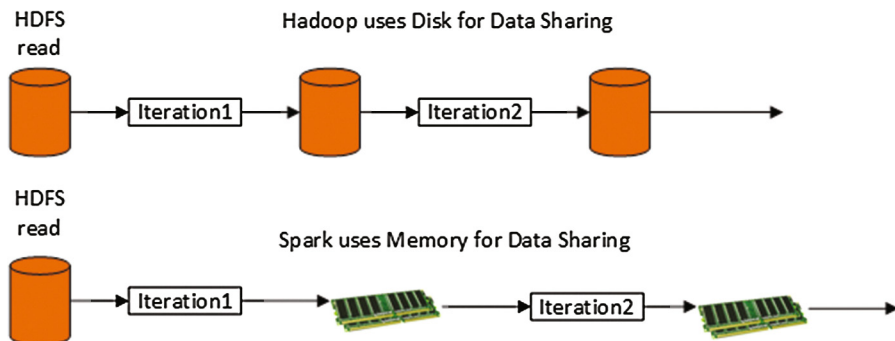 HDFS
read
Hadoop uses Disk for Data Sharing
Iteration1
Iteration2
HDFS
read
Spark uses Memory for Data Sharing
Iteration1
Iteration2